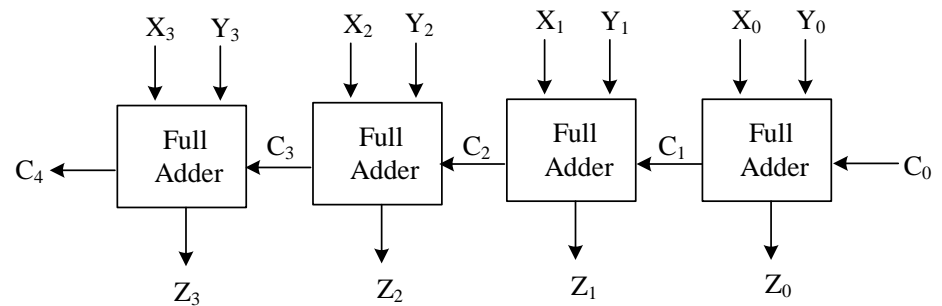 X₃ Y₃ X₂ Y₂ X₁ Y₁ X₀ Y₀
Full Adder Full Adder Full Adder Full Adder
C₄ C₃ C₂ C₁ C₀
Z₃ Z₂ Z₁ Z₀